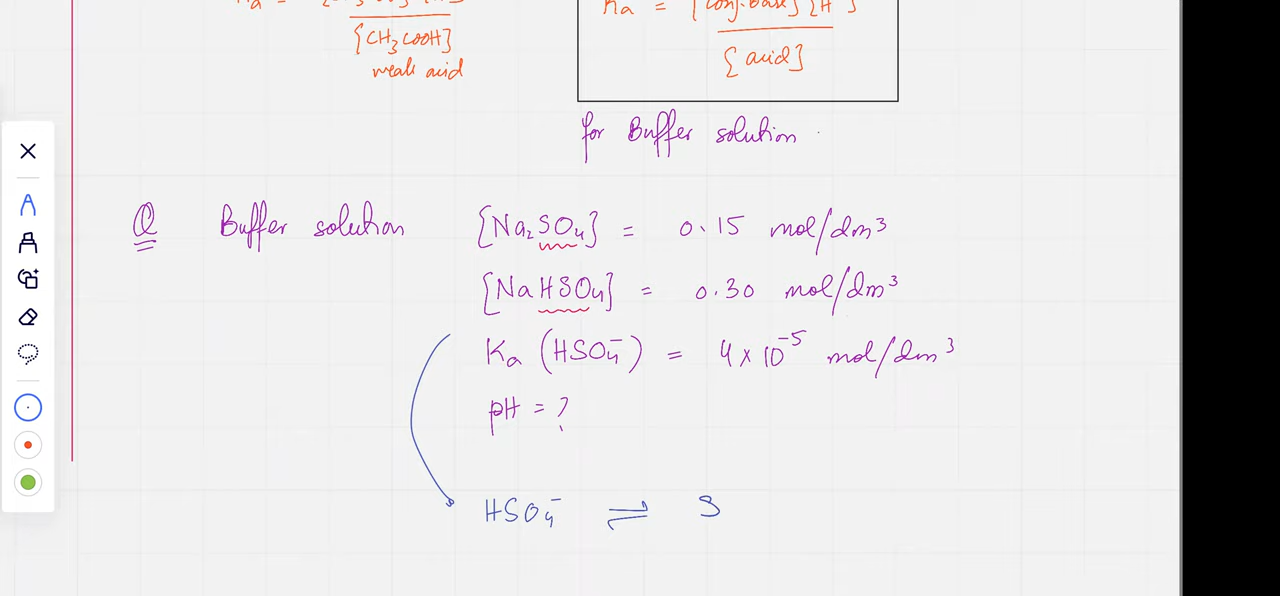 [CH3COOH]
weak acid
Ka =
[acid]
for Buffer solution
Q Buffer solution [Na2SO4] = 0.15 mol/dm³
[NaHSO4] = 0.30 mol/dm³
Ka (HSO4⁻) = 4 × 10⁻⁵ mol/dm³
pH = ?
HSO4⁻ ⇌ S